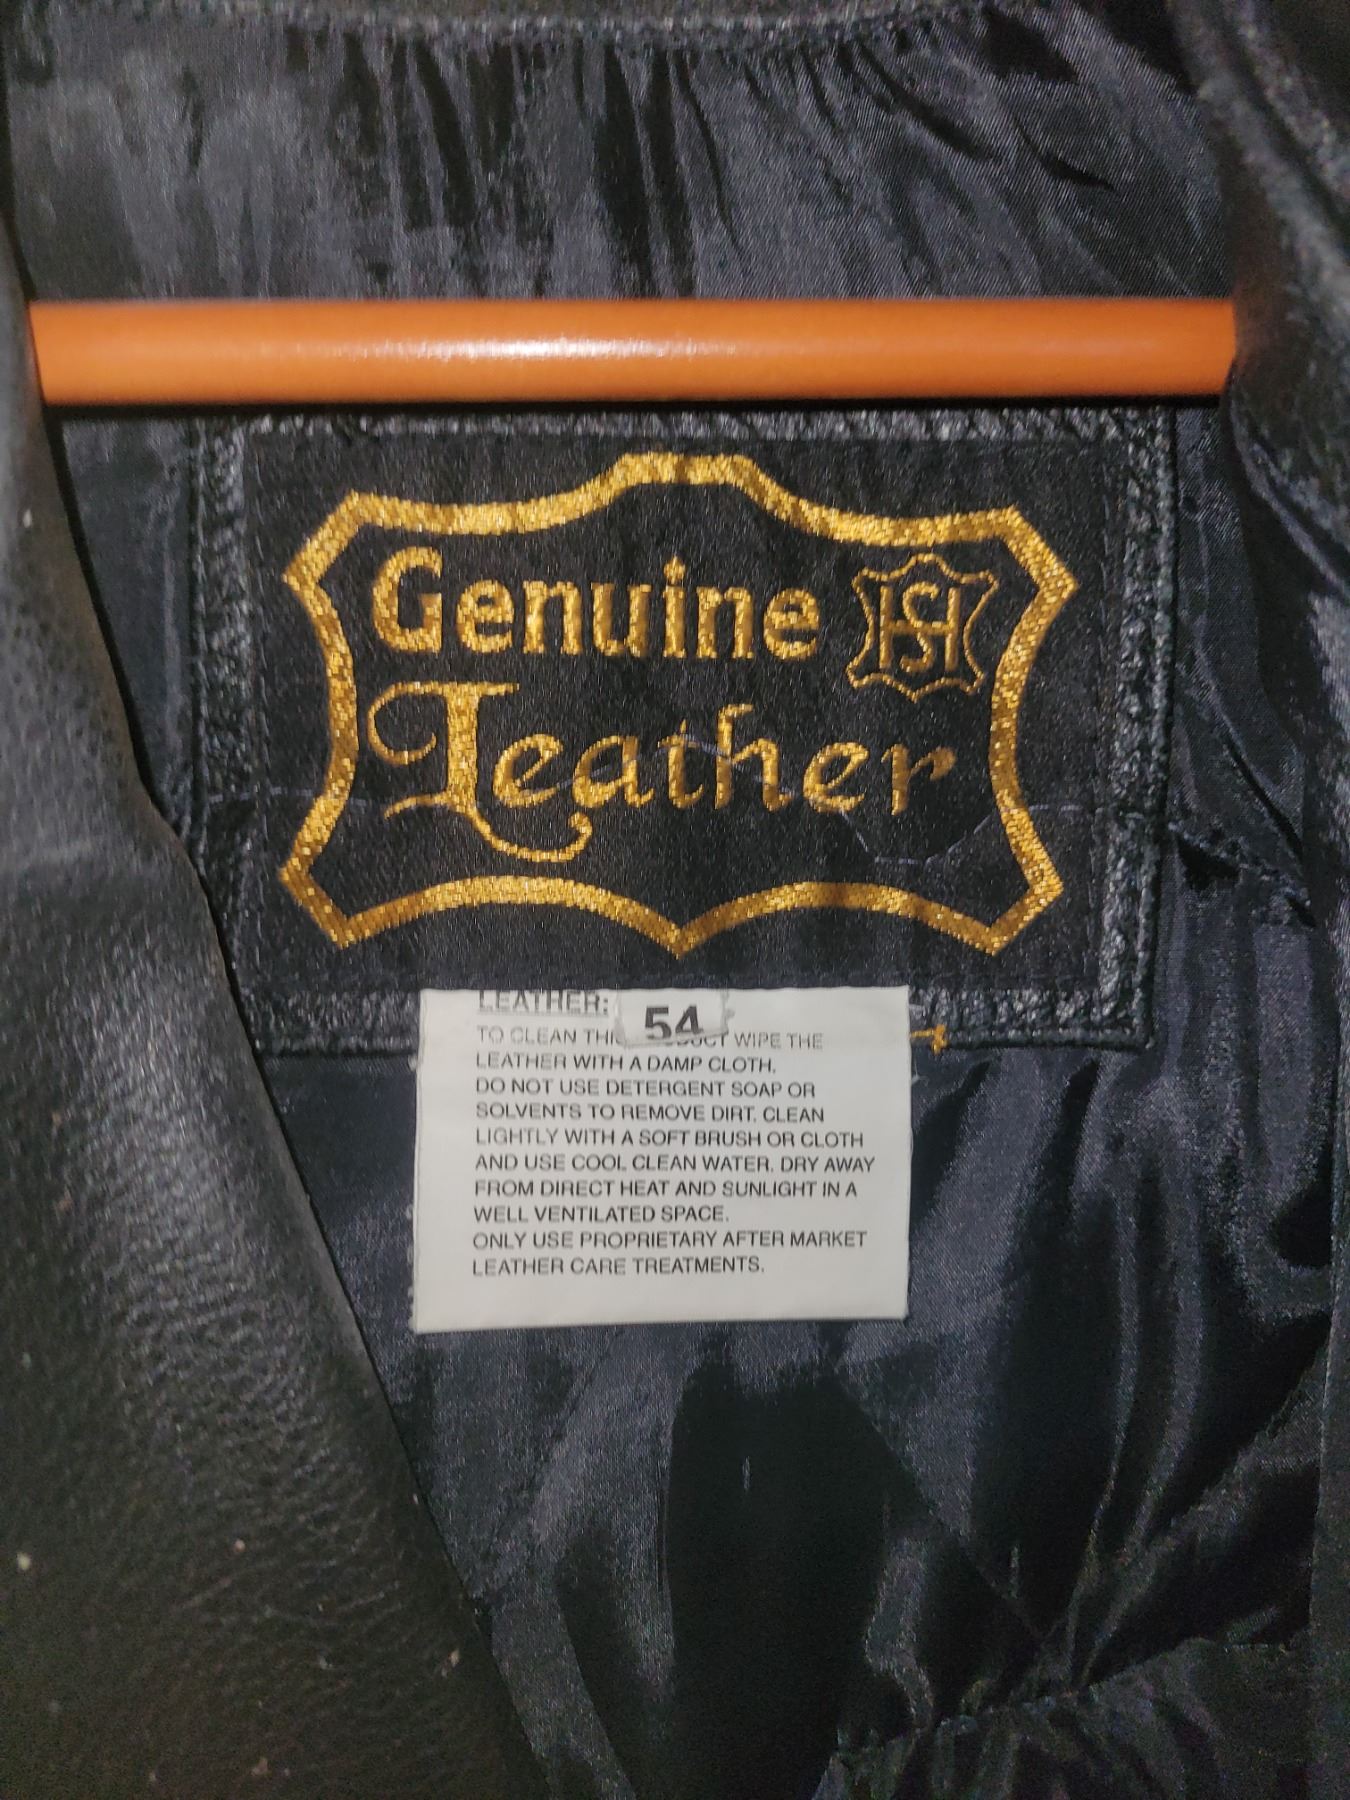 Genuine HS
Leather
LEATHER: 54
TO CLEAN THI WIPE THE
LEATHER WITH A DAMP CLOTH.
DO NOT USE DETERGENT SOAP OR
SOLVENTS TO REMOVE DIRT. CLEAN
LIGHTLY WITH A SOFT BRUSH OR CLOTH
AND USE COOL CLEAN WATER. DRY AWAY
FROM DIRECT HEAT AND SUNLIGHT IN A
WELL VENTILATED SPACE.
ONLY USE PROPRIETARY AFTER MARKET
LEATHER CARE TREATMENTS.